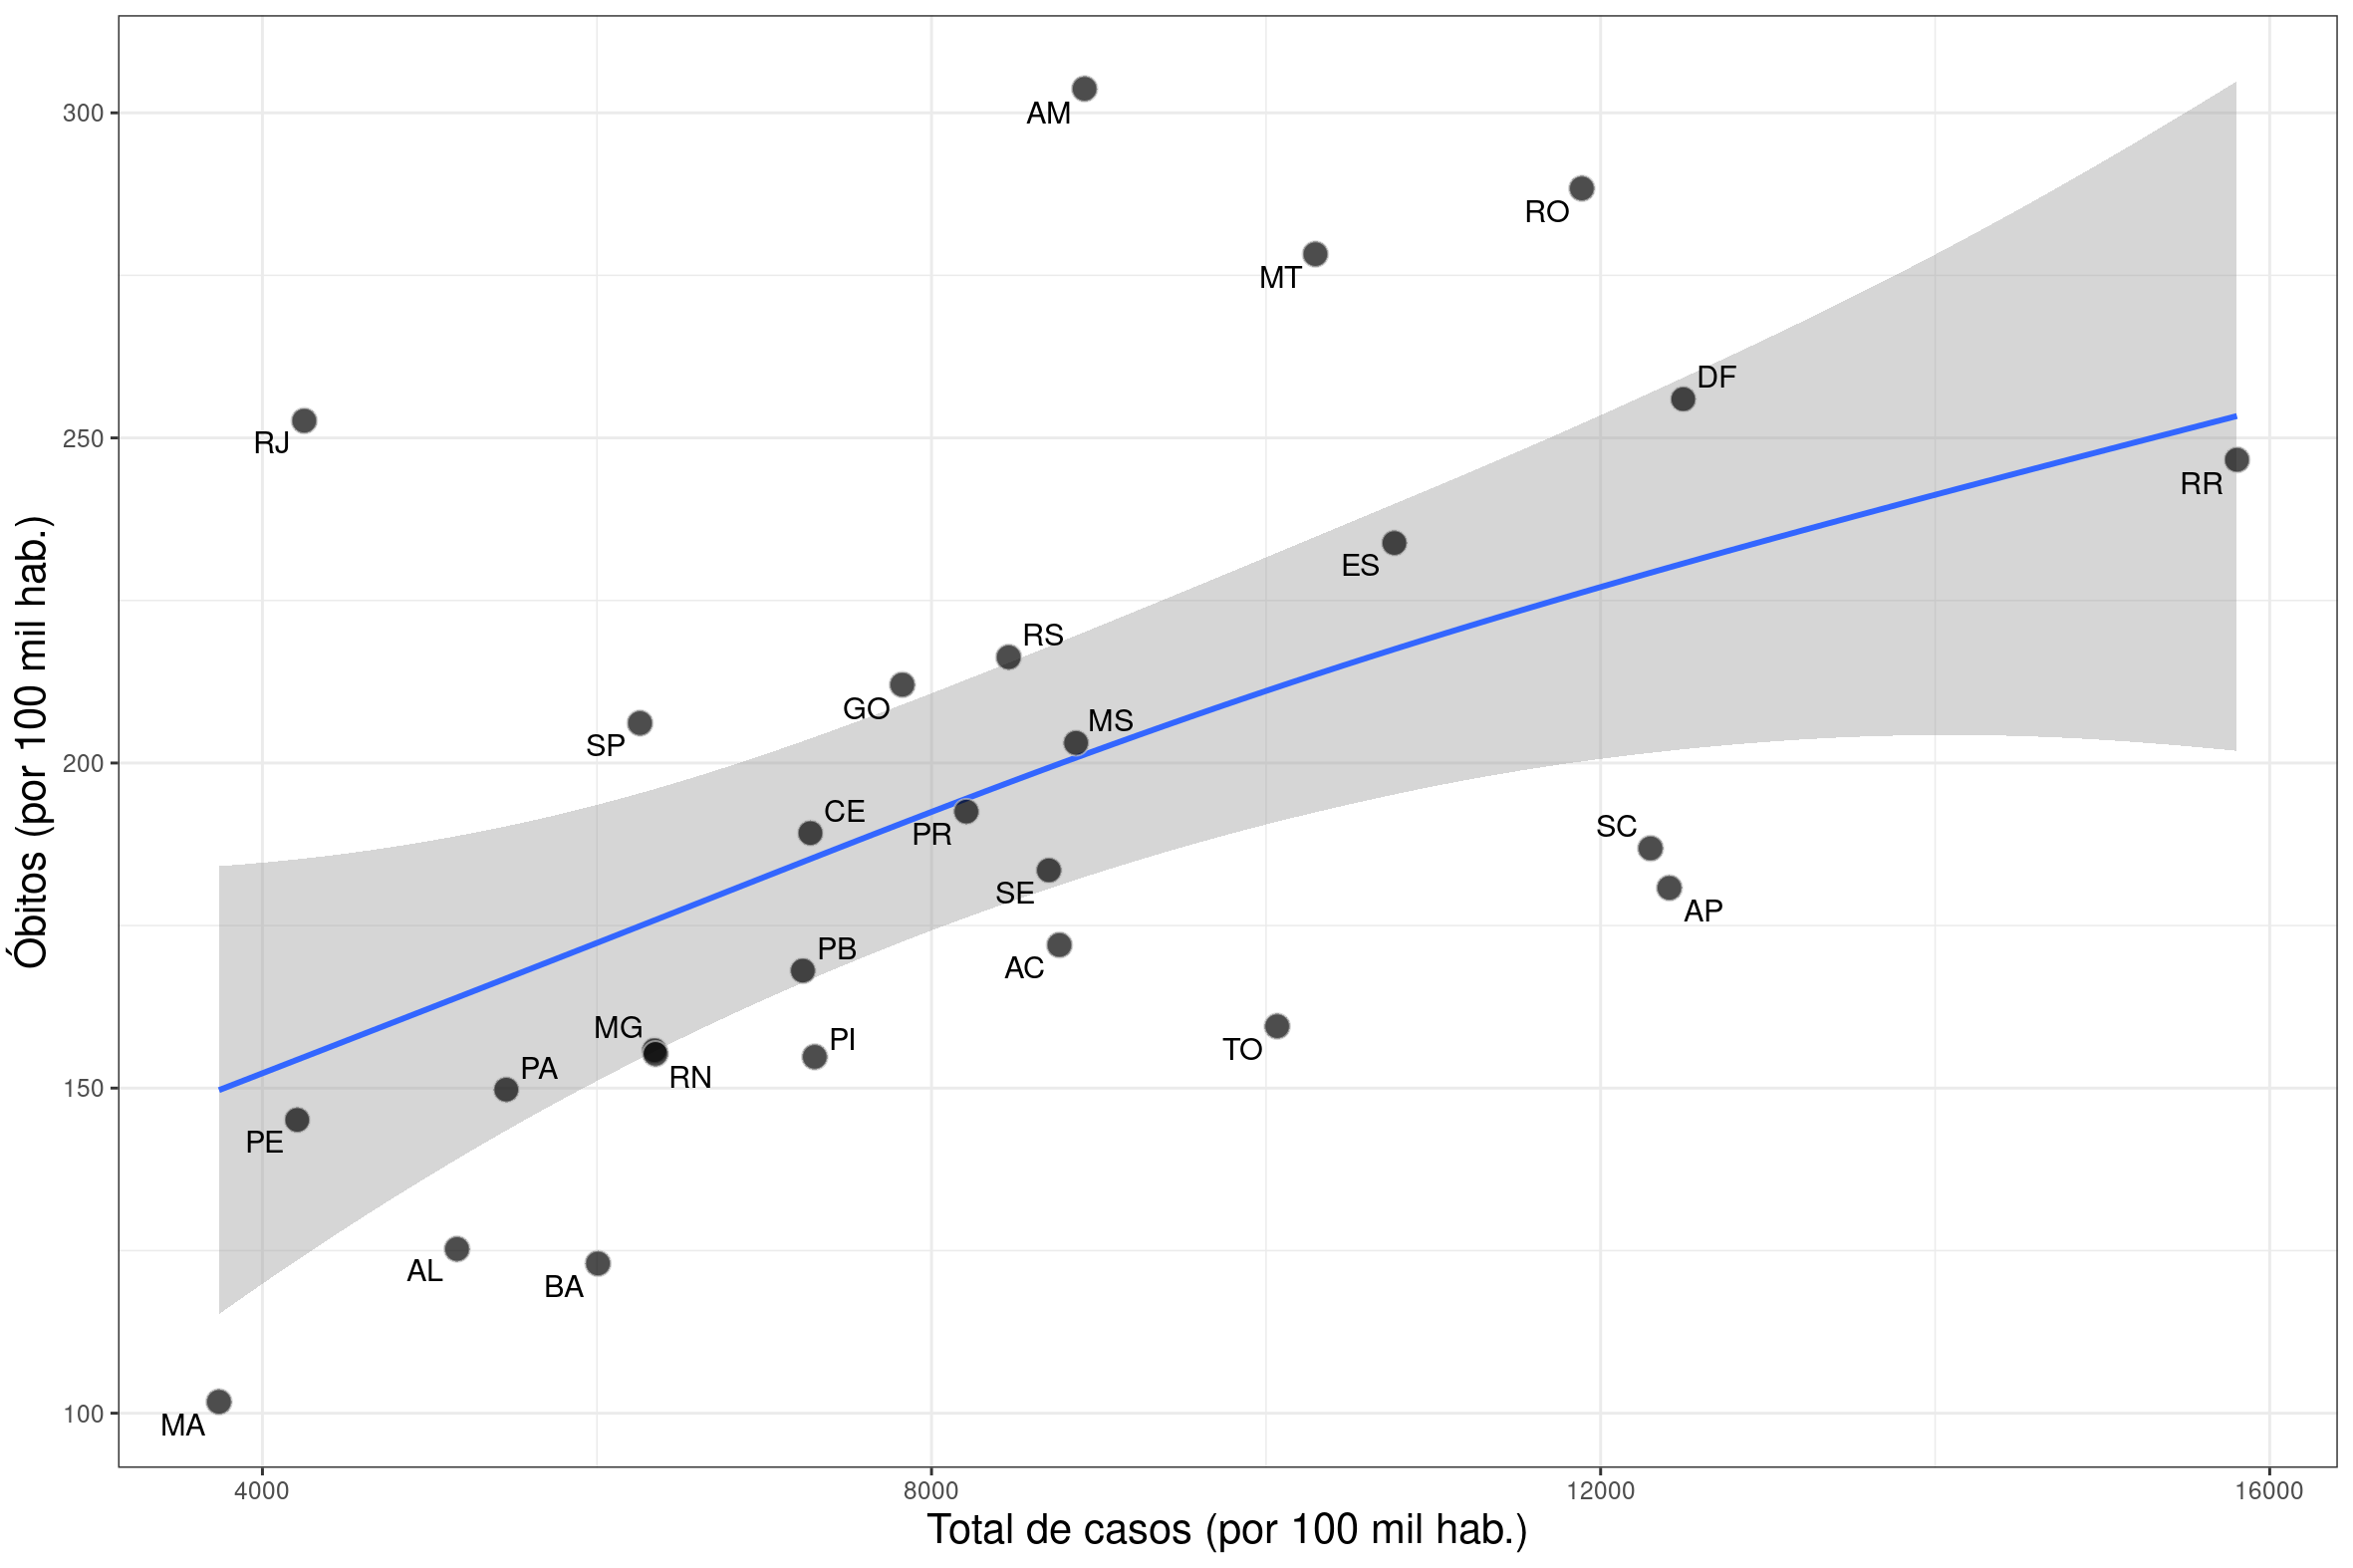 Óbitos (por 100 mil hab.)
300
250
200
150
100
AM
RO
MT
DF
RJ
RR
ES
RS
GO
MS
SP
CE
PR
SC
SE
AP
PB
AC
MG
PI
TO
PA
RN
PE
AL
BA
MA
4000
8000
12000
16000
Total de casos (por 100 mil hab.)